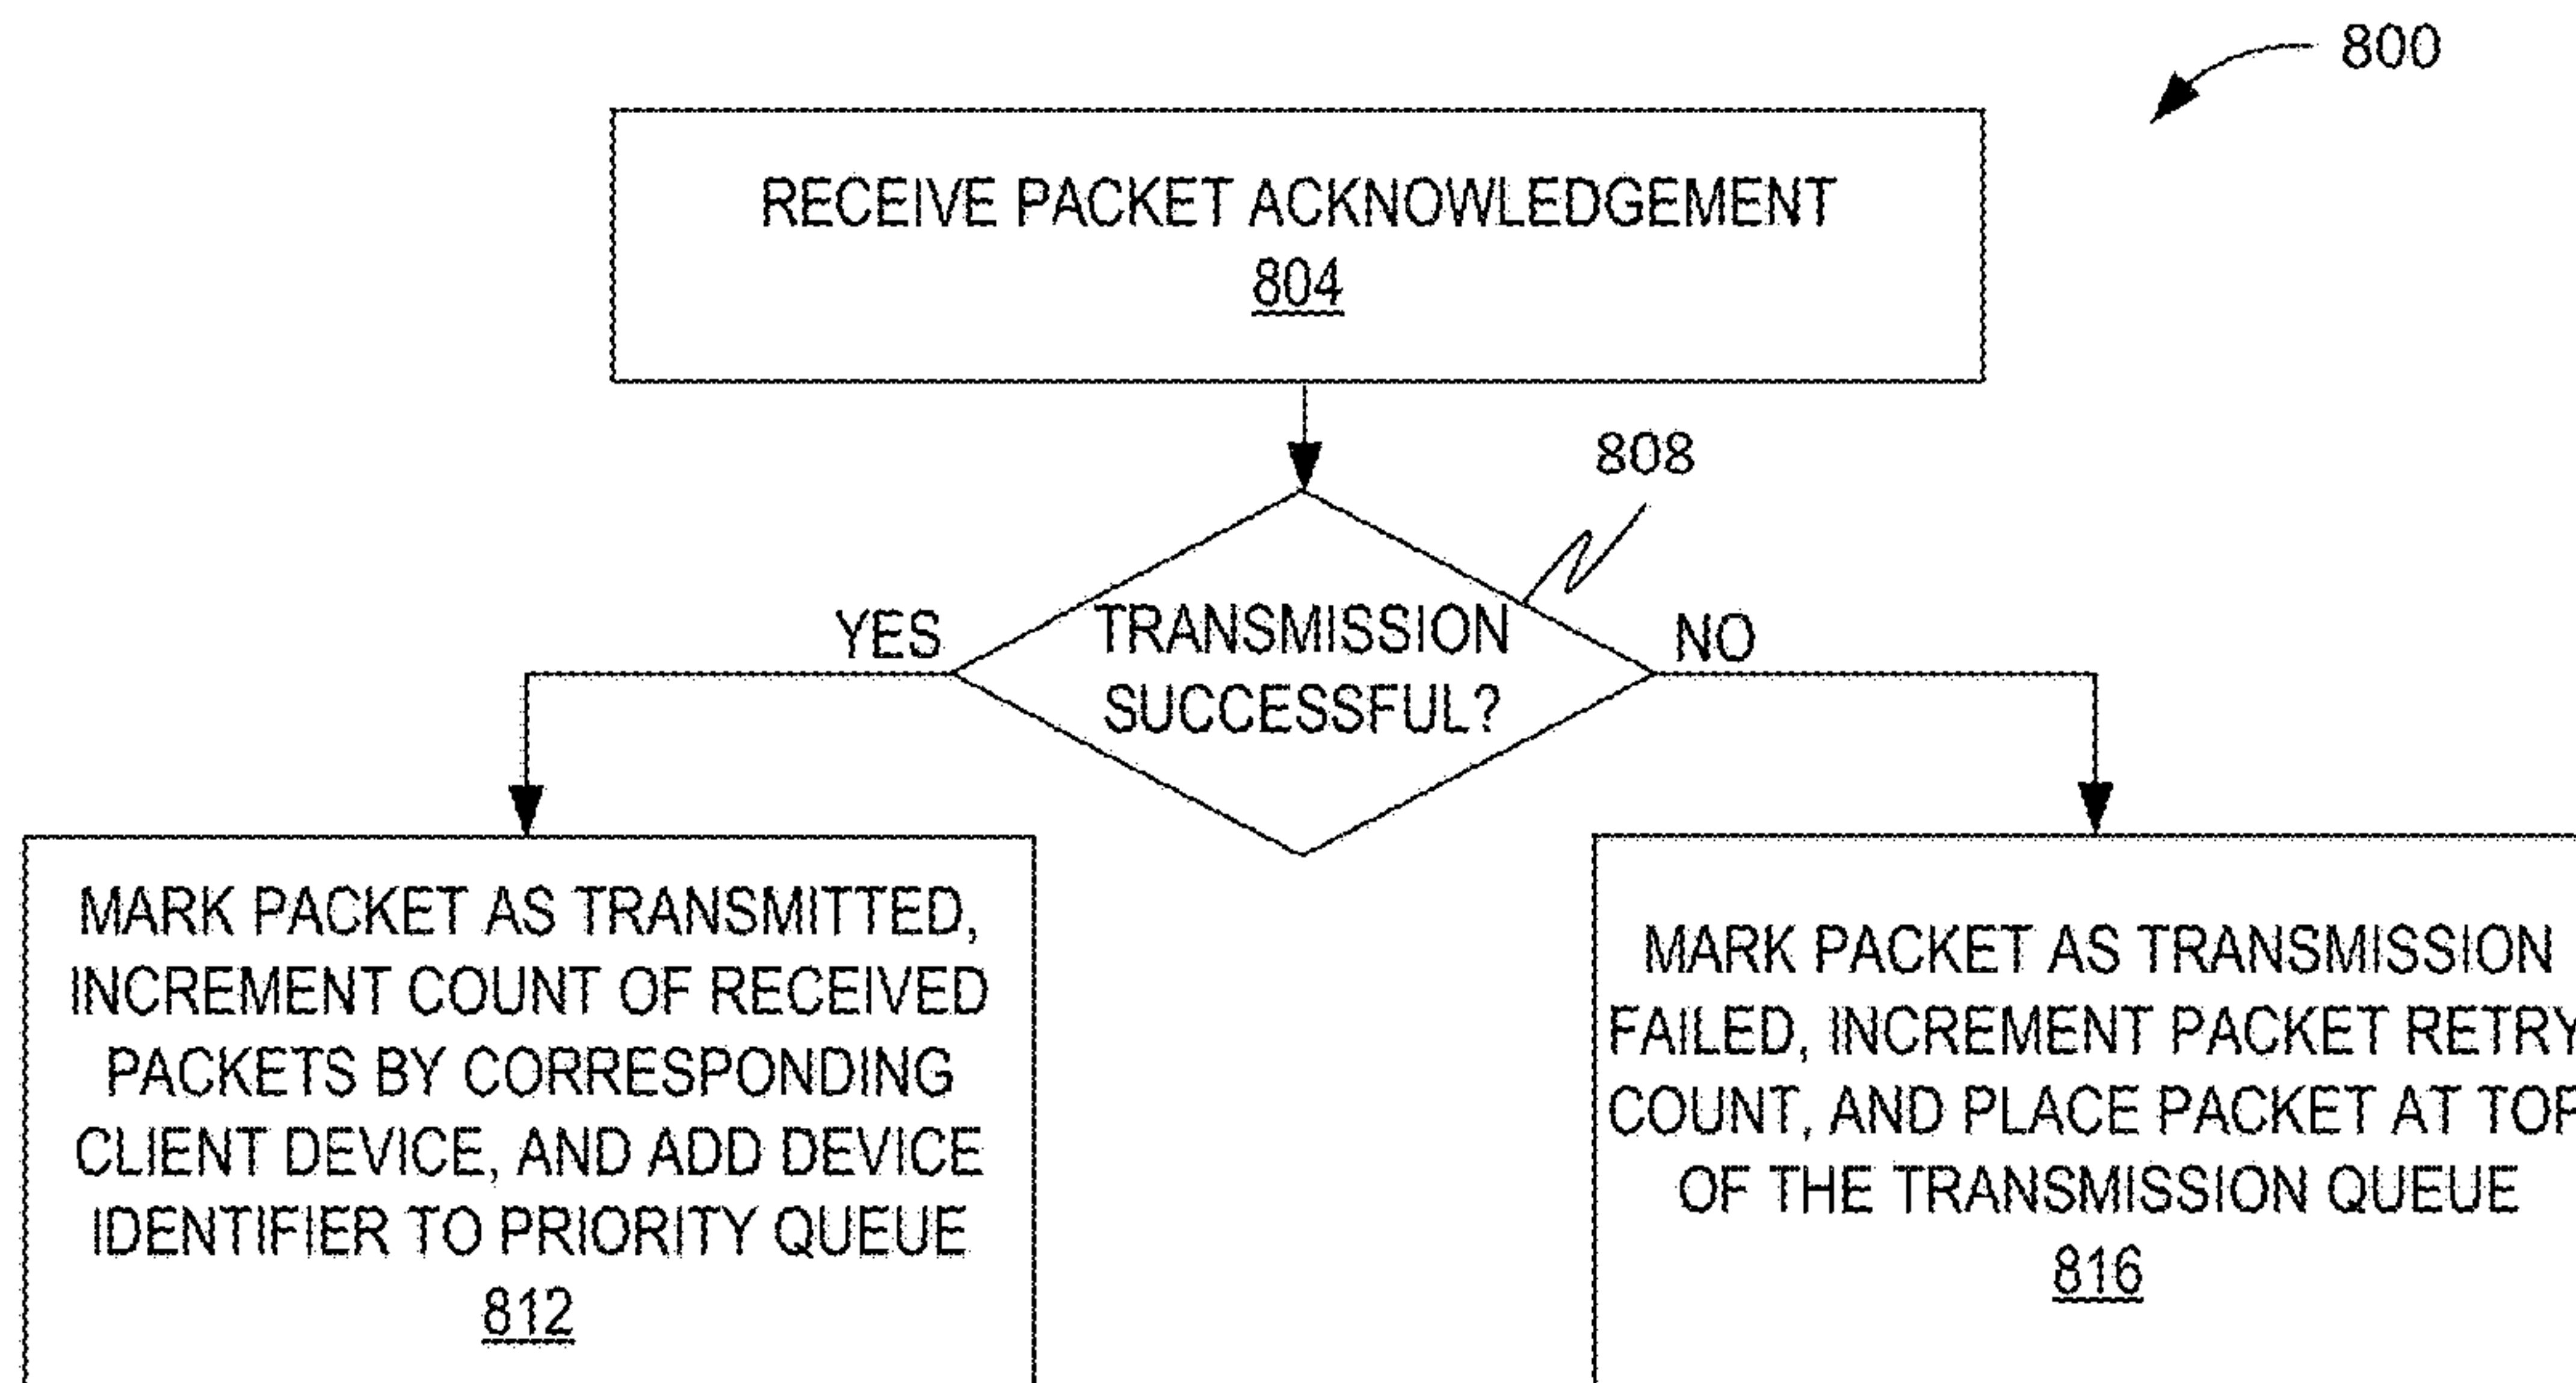 800
RECEIVE PACKET ACKNOWLEDGEMENT
804
808
YES
TRANSMISSION
SUCCESSFUL?
NO
MARK PACKET AS TRANSMITTED,
INCREMENT COUNT OF RECEIVED
PACKETS BY CORRESPONDING
CLIENT DEVICE, AND ADD DEVICE
IDENTIFIER TO PRIORITY QUEUE
812
MARK PACKET AS TRANSMISSION
FAILED, INCREMENT PACKET RETRY
COUNT, AND PLACE PACKET AT TOP
OF THE TRANSMISSION QUEUE
816